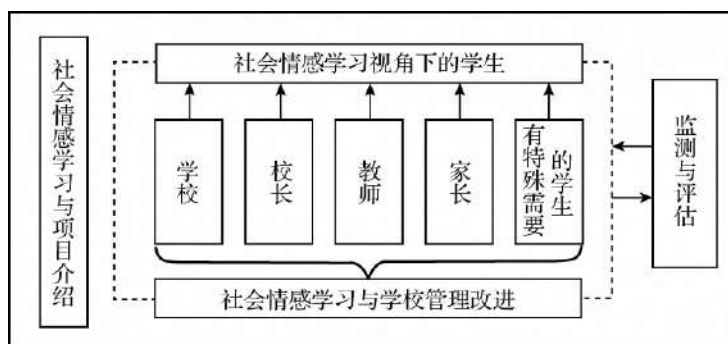 社会情感学习与项目介绍
社会情感学习视角下的学生
学校
校长
教师
家长
有特殊需要
的学生
社会情感学习与学校管理改进
监测与评估